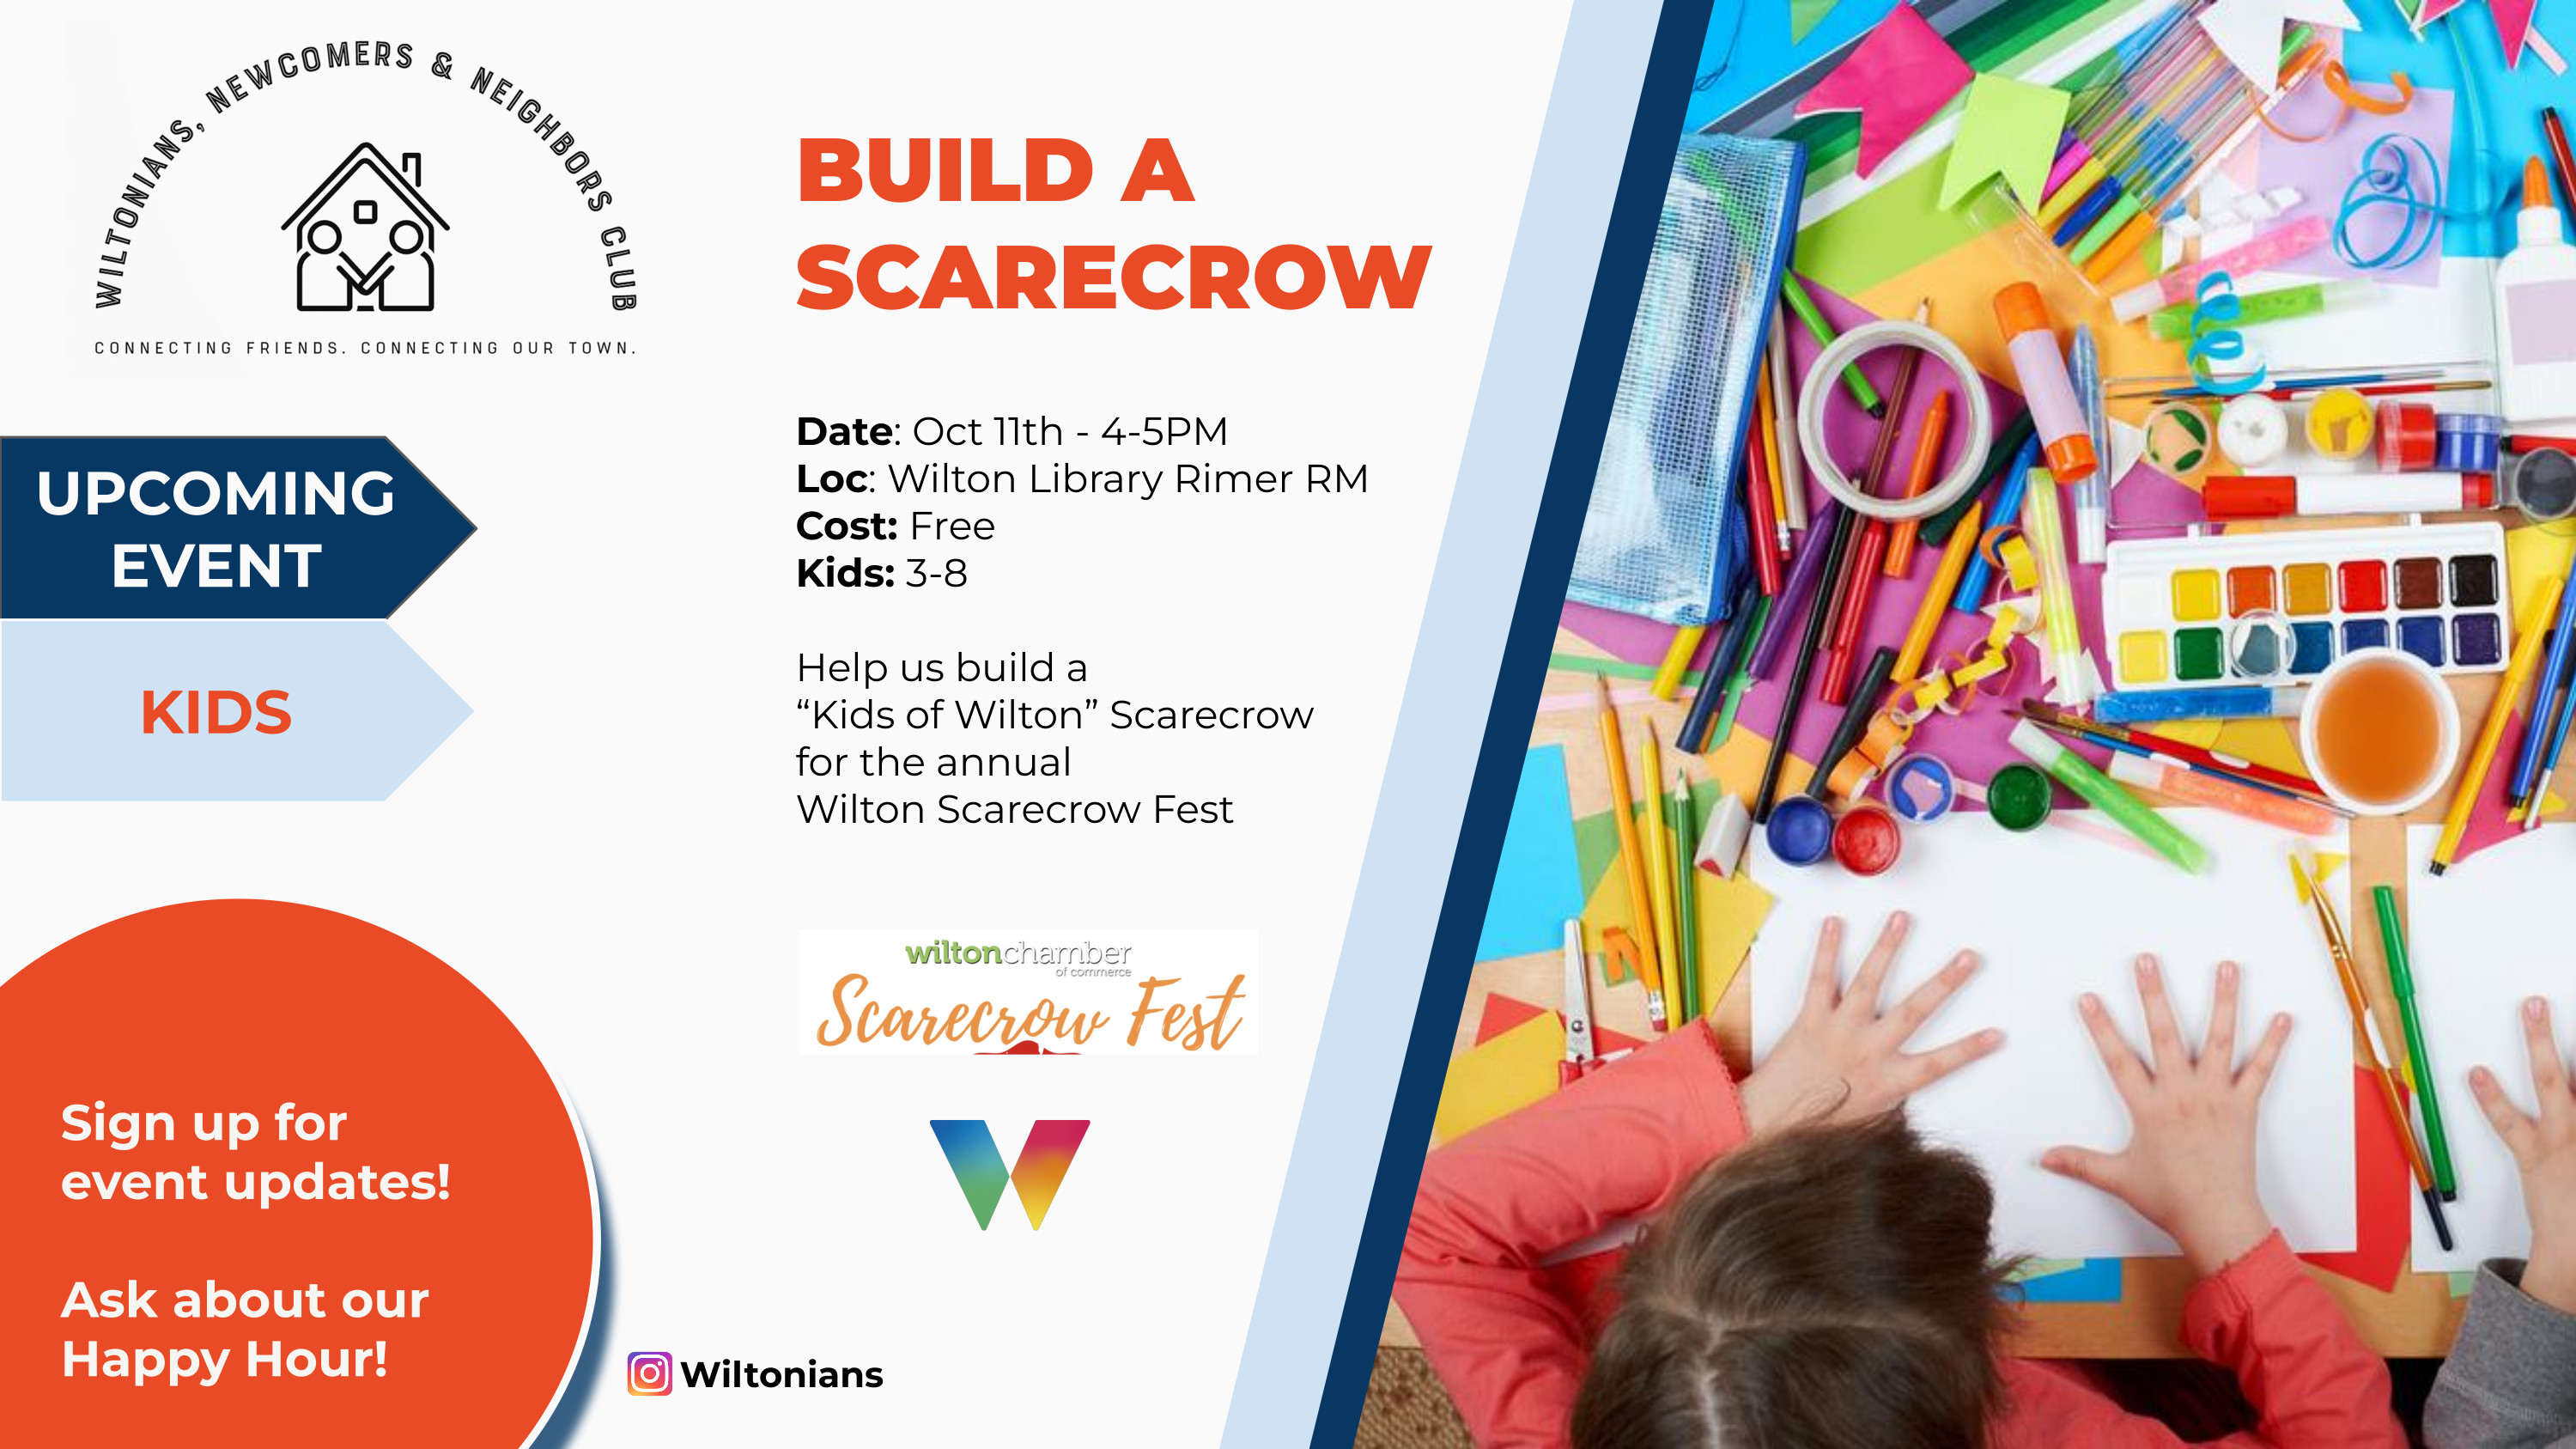 WILTONIANS, NEWCOMERS & NEIGHBORS CLUB
CONNECTING FRIENDS. CONNECTING OUR TOWN.
UPCOMING
EVENT
KIDS
BUILD A
SCARECROW
Date: Oct 11th - 4-5PM
Loc: Wilton Library Rimer RM
Cost: Free
Kids: 3-8
Help us build a
“Kids of Wilton” Scarecrow
for the annual
Wilton Scarecrow Fest
wiltonchamber
of commerce
Scarecrow Fest
W
Sign up for
event updates!
Ask about our
Happy Hour!
Wiltonians